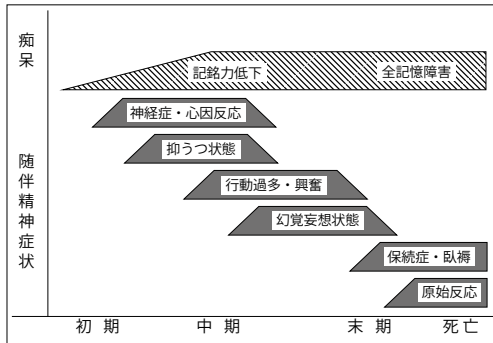 痴呆
記銘力低下 全記憶障害
随伴精神症状
神経症・心因反応
抑うつ状態
行動過多・興奮
幻覚妄想状態
保続症・臥褥
原始反応
初期 中期 末期 死亡